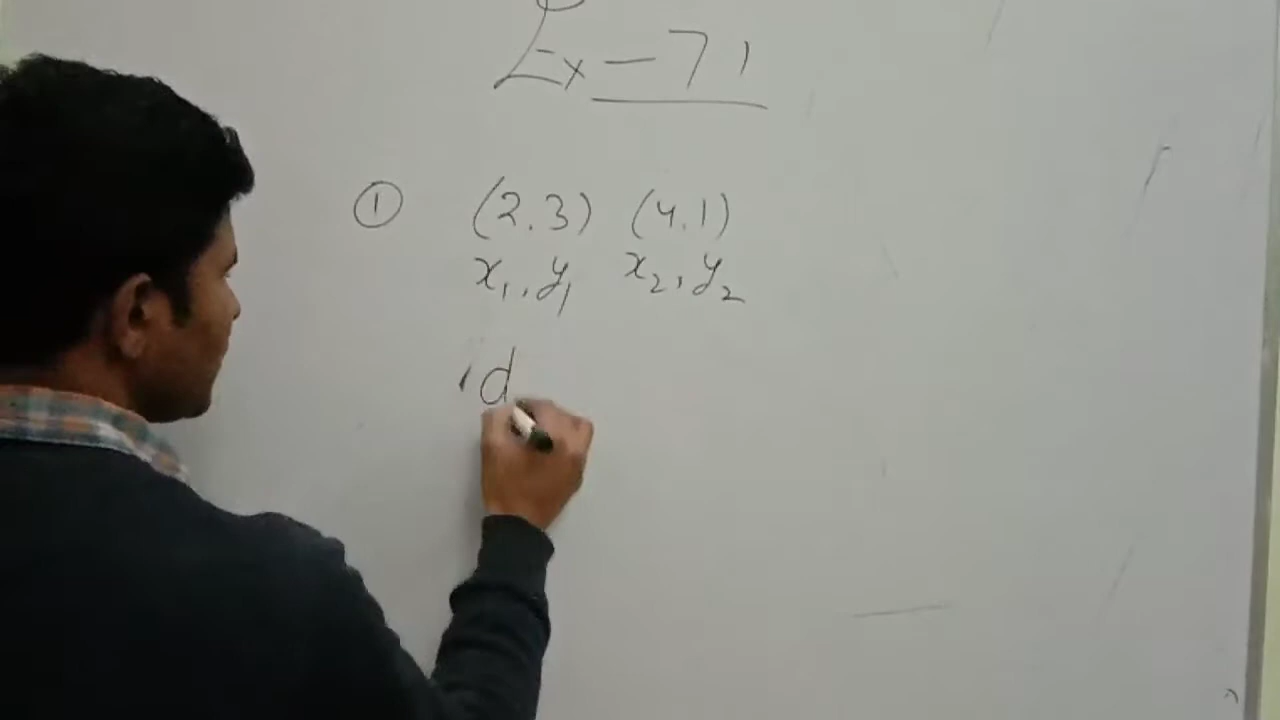 Ex - 7.1
① (2.3) (4.1)
x₁, y₁ x₂, y₂
d